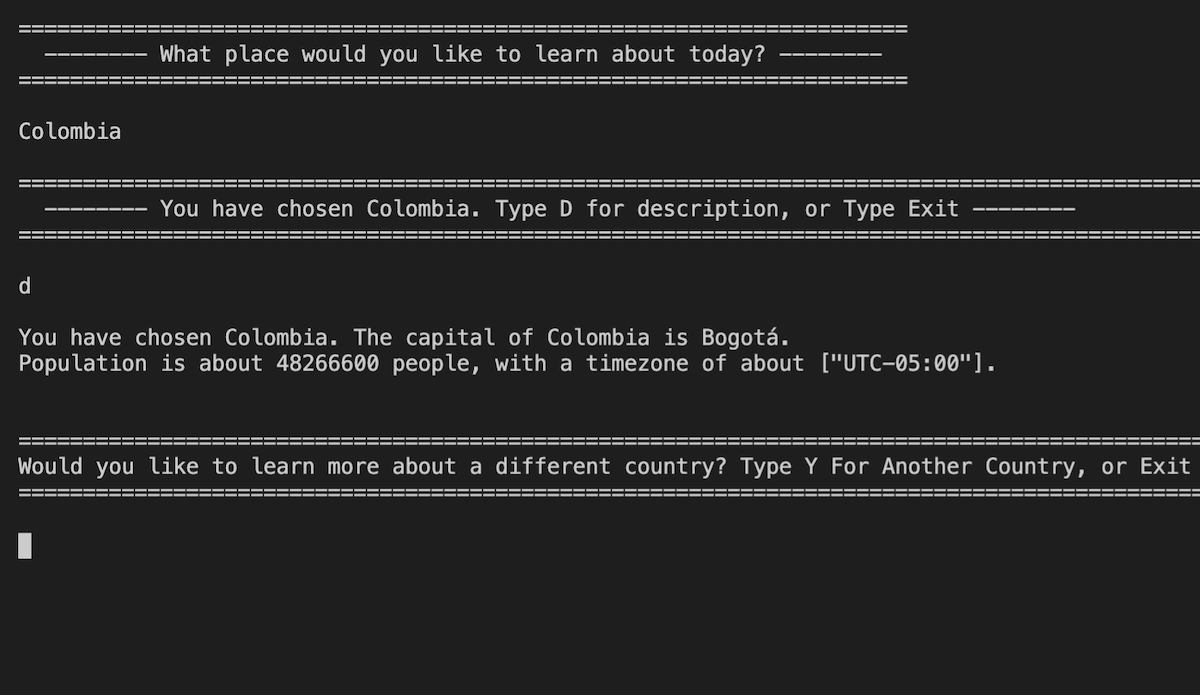 =====================================================================
-------- What place would you like to learn about today? --------
=====================================================================
Colombia
============================================================================================
-------- You have chosen Colombia. Type D for description, or Type Exit --------
============================================================================================
d
You have chosen Colombia. The capital of Colombia is Bogotá.
Population is about 48266600 people, with a timezone of about ["UTC-05:00"].
============================================================================================
Would you like to learn more about a different country? Type Y For Another Country, or Exit
============================================================================================